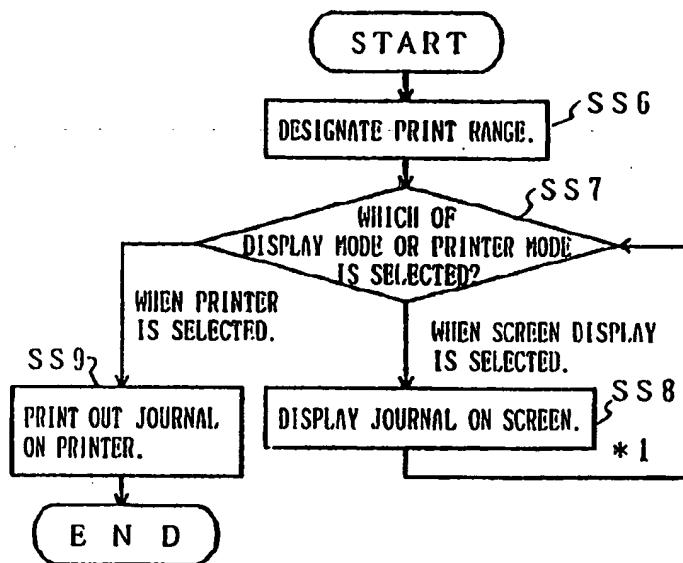 START
SS6
DESIGNATE PRINT RANGE.
SS7
WHICH OF
DISPLAY MODE OR PRINTER MODE
IS SELECTED?
WHEN PRINTER
IS SELECTED.
WHEN SCREEN DISPLAY
IS SELECTED.
SS9
SS8
PRINT OUT JOURNAL
ON PRINTER.
DISPLAY JOURNAL ON SCREEN.
*1
END